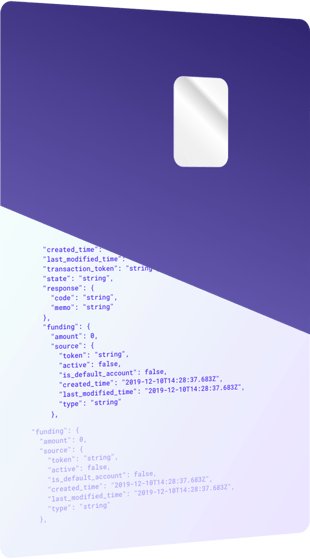 "created_time":
"last_modified_time":
"transaction_token": "string
"state": "string",
"response": {
"code": "string",
"memo": "string"
},
"funding": {
"amount": 0,
"source": {
"token": "string",
"active": false,
"is_default_account": false,
"created_time": "2019-12-10T14:28:37.683Z",
"last_modified_time": "2019-12-10T14:28:37.683Z",
"type": "string"
},
"funding": {
"amount": 0,
"source": {
"token": "string",
"active": false,
"is_default_account": false,
"created_time": "2019-12-10T14:28:37.683Z",
"last_modified_time": "2019-12-10T14:28:37.683Z",
"type": "string"
},